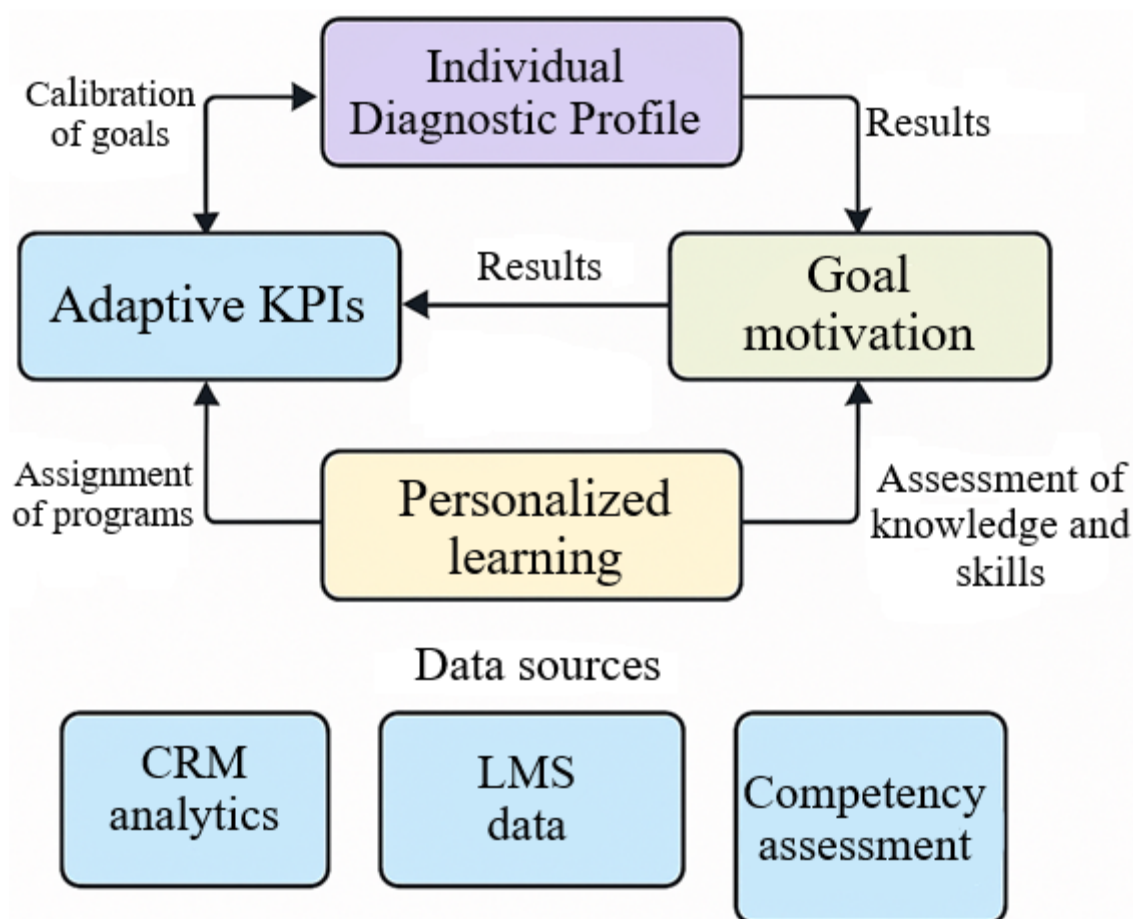 Individual
Diagnostic Profile
Calibration
of goals
Results
Adaptive KPIs
Results
Goal
motivation
Assignment
of programs
Personalized
learning
Assessment of
knowledge and
skills
Data sources
CRM
analytics
LMS
data
Competency
assessment